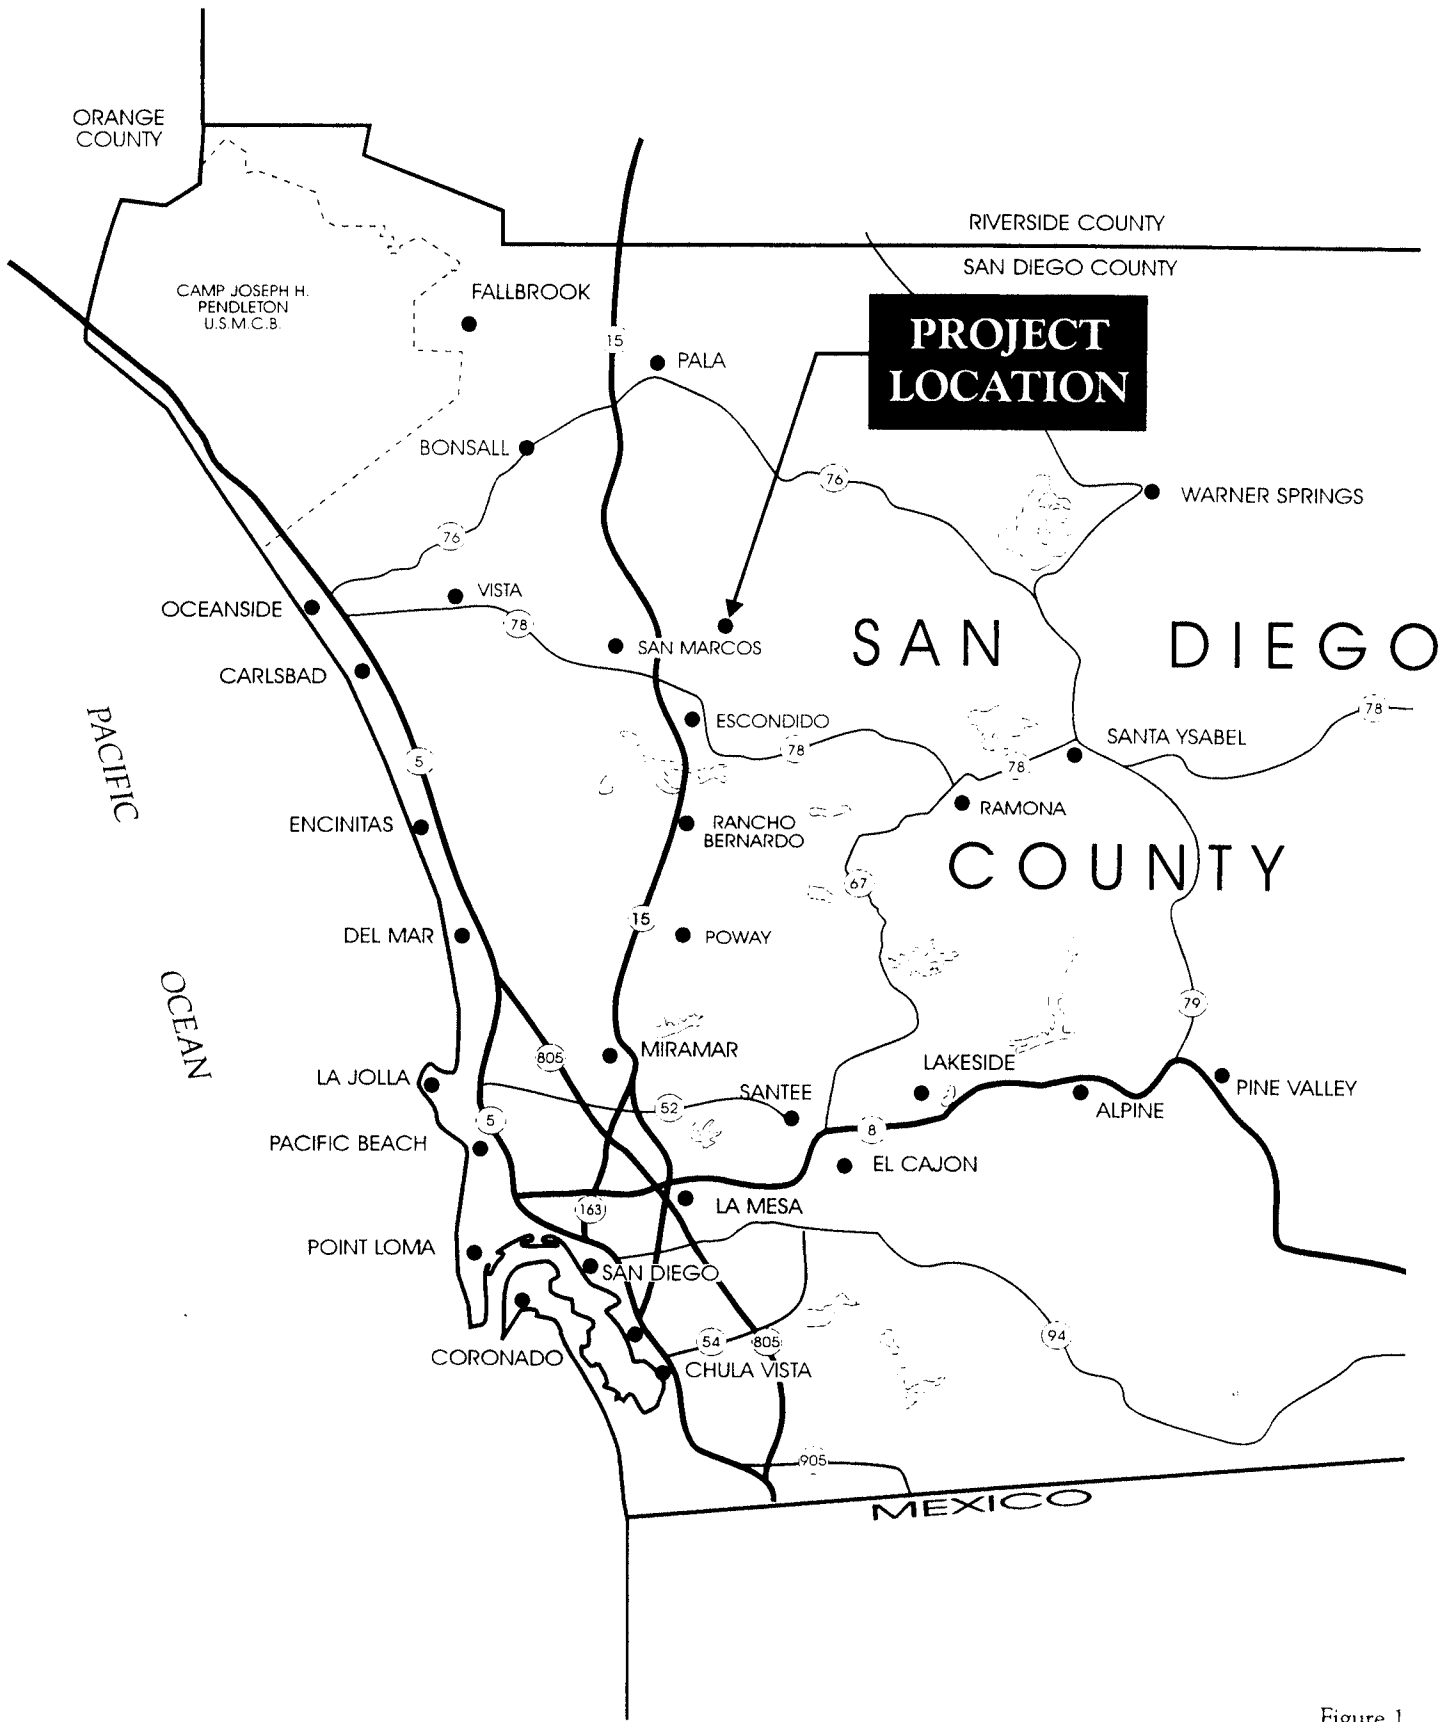 ORANGE
COUNTY
RIVERSIDE COUNTY
SAN DIEGO COUNTY
CAMP JOSEPH H.
PENDLETON
U.S.M.C.B.
FALLBROOK
PROJECT
LOCATION
15
PALA
BONSALL
76
WARNER SPRINGS
76
VISTA
OCEANSIDE
78
SAN MARCOS
SAN DIEGO
CARLSBAD
PACIFIC
78
ESCONDIDO
SANTA YSABEL
78
5
78
RAMONA
ENCINITAS
RANCHO
BERNARDO
COUNTY
67
15
DEL MAR
POWAY
OCEAN
79
805
MIRAMAR
LAKESIDE
LA JOLLA
SANTEE
PINE VALLEY
52
ALPINE
5
8
PACIFIC BEACH
EL CAJON
163
LA MESA
POINT LOMA
SAN DIEGO
94
54
805
CORONADO
CHULA VISTA
905
MEXICO
Figure 1